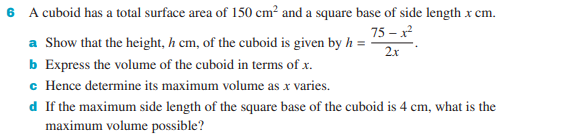 6 A cuboid has a total surface area of 150 cm² and a square base of side length x cm.
a Show that the height, h cm, of the cuboid is given by h = \frac{75 - x²}{2x}.
b Express the volume of the cuboid in terms of x.
c Hence determine its maximum volume as x varies.
d If the maximum side length of the square base of the cuboid is 4 cm, what is the
maximum volume possible?